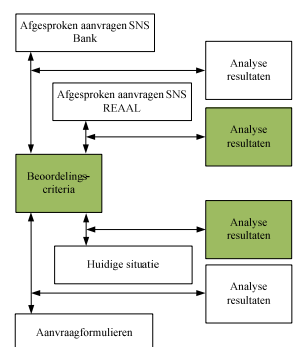 Afgesproken aanvragen SNS
Bank
Analyse
resultaten
Afgesproken aanvragen SNS
REAAL
Analyse
resultaten
Beoordelings-
criteria
Analyse
resultaten
Huidige situatie
Analyse
resultaten
Aanvraagformulieren